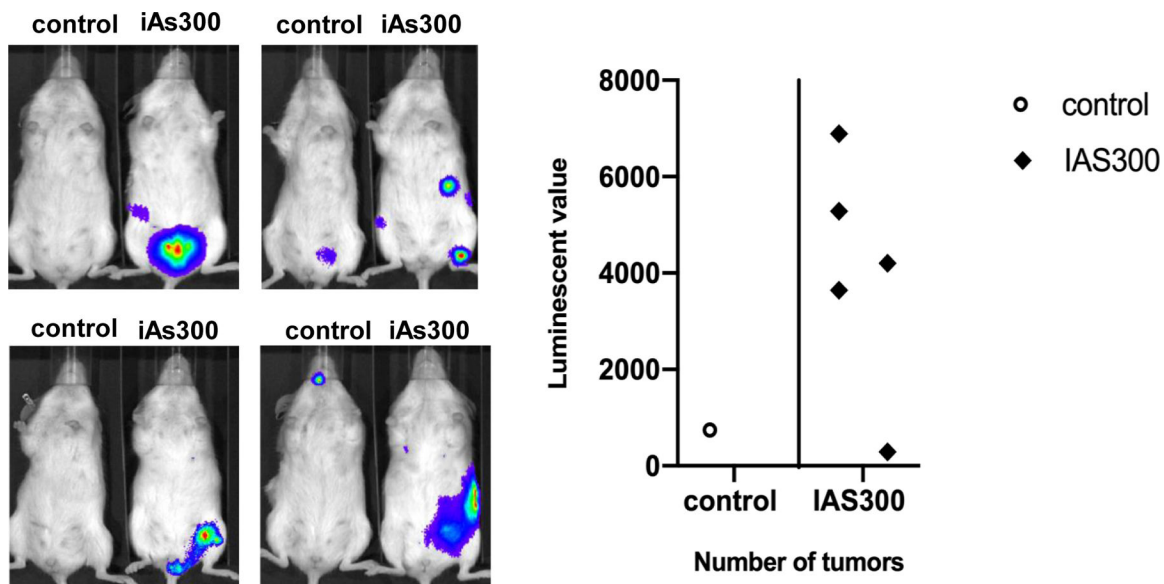 control iAs300
control iAs300
control iAs300
control iAs300
Luminescent value
8000
6000
4000
2000
0
control IAS300
Number of tumors
control
IAS300